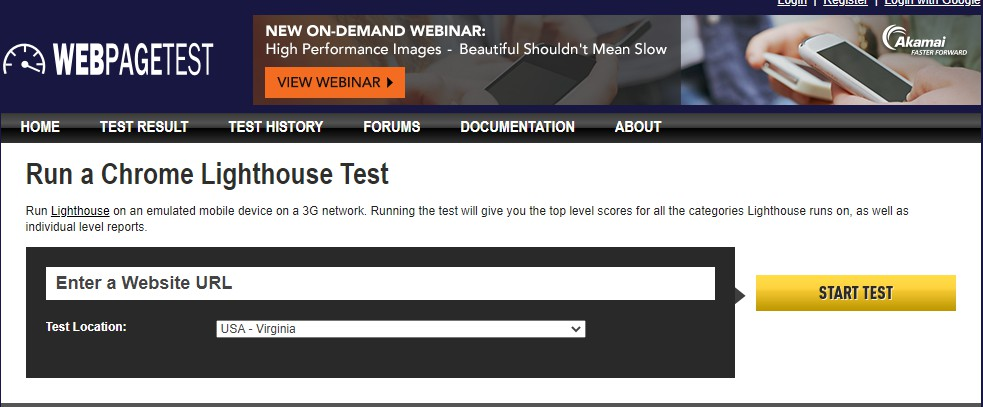 Login | Register | Login with Google
NEW ON-DEMAND WEBINAR:
High Performance Images - Beautiful Shouldn't Mean Slow
VIEW WEBINAR
Akamai
FASTER FORWARD
WEBPAGETEST
HOME TEST RESULT TEST HISTORY FORUMS DOCUMENTATION ABOUT
Run a Chrome Lighthouse Test
Run Lighthouse on an emulated mobile device on a 3G network. Running the test will give you the top level scores for all the categories Lighthouse runs on, as well as
individual level reports.
Enter a Website URL
START TEST
Test Location: USA - Virginia